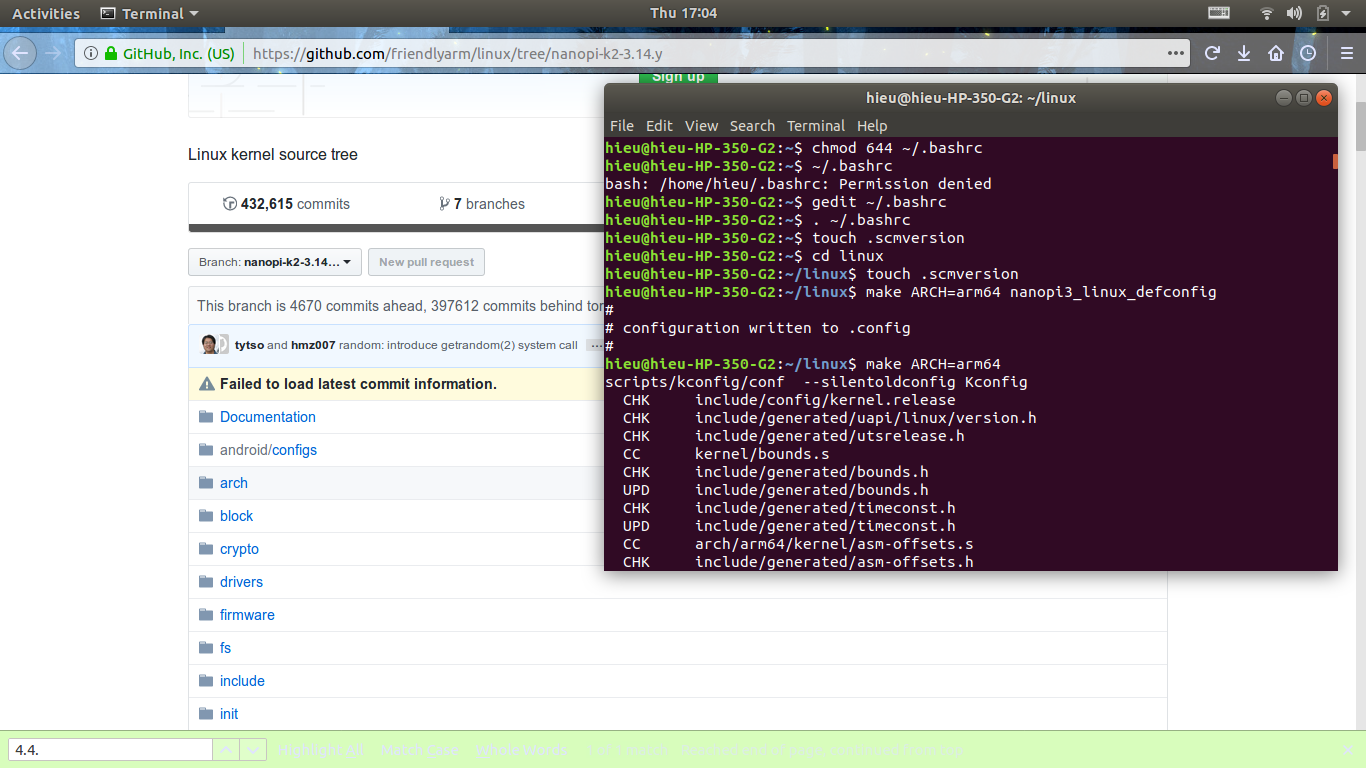 Activities Terminal Thu 17:04
GitHub, Inc. (US) https://github.com/friendlyarm/linux/tree/nanopi-k2-3.14.y
Sign up
Linux kernel source tree
432,615 commits 7 branches
Branch: nanopi-k2-3.14... New pull request
This branch is 4670 commits ahead, 397612 commits behind tor
tytso and hmz007 random: introduce getrandom(2) system call ...
Failed to load latest commit information.
Documentation
android/configs
arch
block
crypto
drivers
firmware
fs
include
init
hieu@hieu-HP-350-G2: ~/linux
File Edit View Search Terminal Help
hieu@hieu-HP-350-G2:~$ chmod 644 ~/.bashrc
hieu@hieu-HP-350-G2:~$ ~/.bashrc
bash: /home/hieu/.bashrc: Permission denied
hieu@hieu-HP-350-G2:~$ gedit ~/.bashrc
hieu@hieu-HP-350-G2:~$ . ~/.bashrc
hieu@hieu-HP-350-G2:~$ touch .scmversion
hieu@hieu-HP-350-G2:~$ cd linux
hieu@hieu-HP-350-G2:~/linux$ touch .scmversion
hieu@hieu-HP-350-G2:~/linux$ make ARCH=arm64 nanopi3_linux_defconfig
#
# configuration written to .config
#
hieu@hieu-HP-350-G2:~/linux$ make ARCH=arm64
scripts/kconfig/conf --silentoldconfig Kconfig
CHK include/config/kernel.release
CHK include/generated/uapi/linux/version.h
CHK include/generated/utsrelease.h
CC kernel/bounds.s
CHK include/generated/bounds.h
UPD include/generated/bounds.h
CHK include/generated/timeconst.h
UPD include/generated/timeconst.h
CC arch/arm64/kernel/asm-offsets.s
CHK include/generated/asm-offsets.h
4.4. Highlight All Match Case Whole Words 1 of 1 match Reached end of page, continued from top